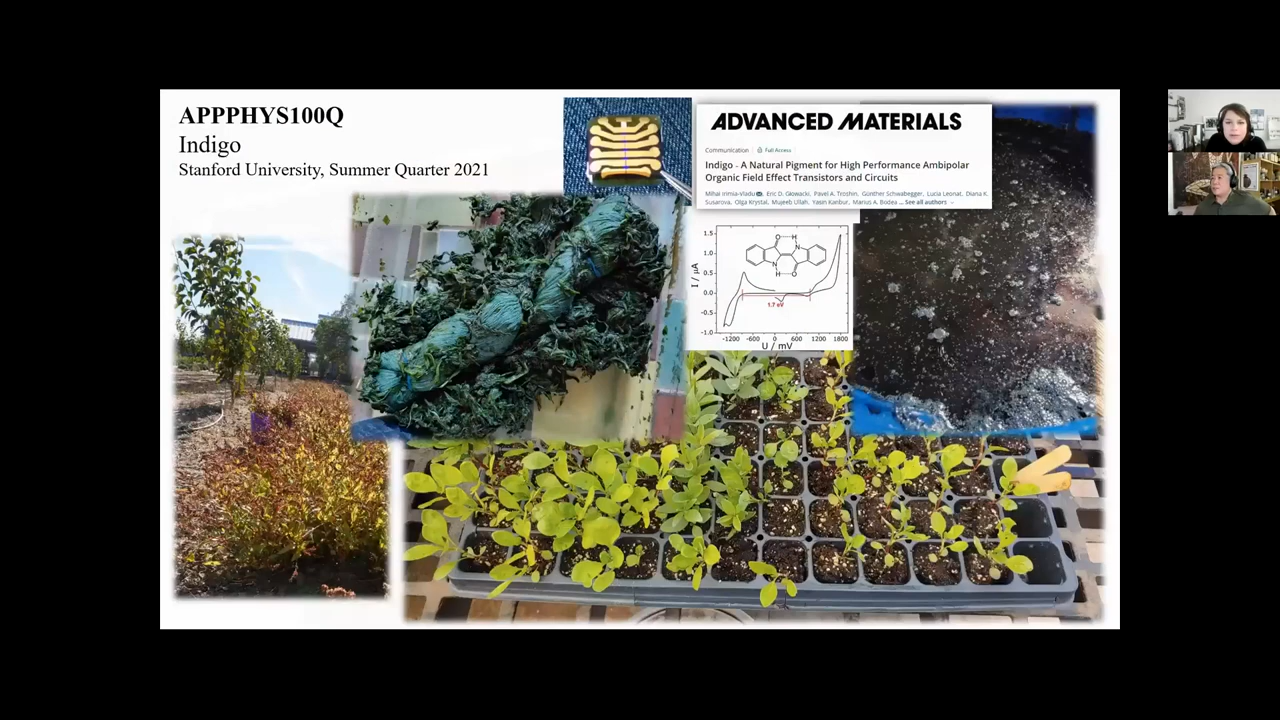 APPPHYS100Q
Indigo
Stanford University, Summer Quarter 2021
ADVANCED MATERIALS
Communication Full Access
Indigo - A Natural Pigment for High Performance Ambipolar
Organic Field Effect Transistors and Circuits
Mihai Irimia-Vladu, Eric D. Głowacki, Pavel A. Troshin, Günther Schwabegger, Lucia Leonat, Diana K.
Susarova, Olga Krystal, Mujeeb Ullah, Yasin Kanbur, Marius A. Bodea ... See all authors
I / µA
1.5
1.0
0.5
0.0
-0.5
-1.0
O H
N
N
H O
1.7 eV
-1200 -600 0 600 1200 1800
U / mV